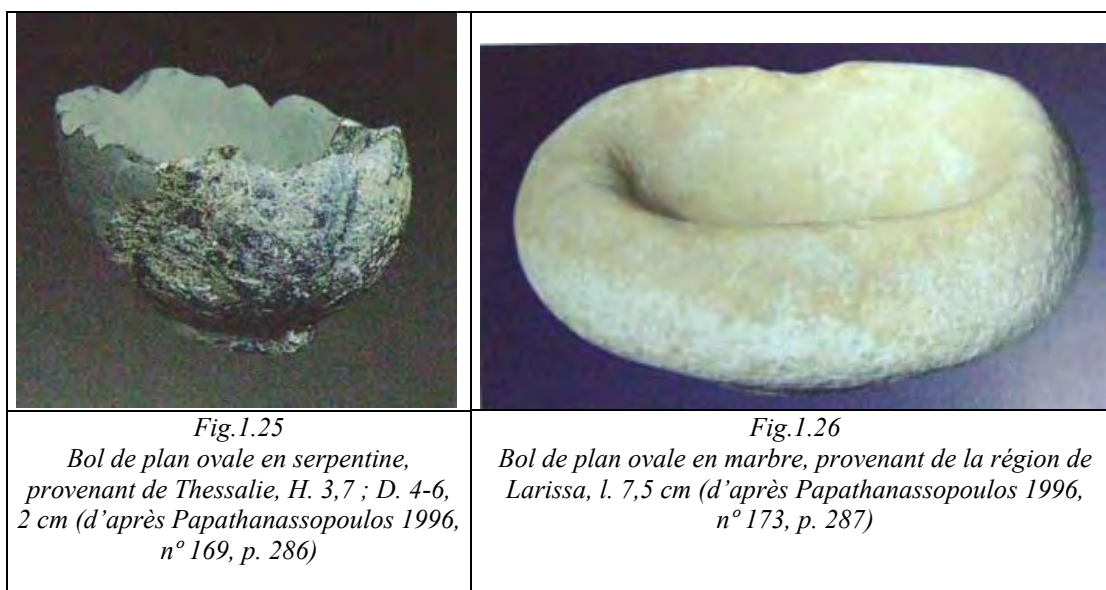 Fig.1.25
Bol de plan ovale en serpentine,
provenant de Thessalie, H. 3,7 ; D. 4-6,
2 cm (d’après Papathanassopoulos 1996,
nº 169, p. 286)
Fig.1.26
Bol de plan ovale en marbre, provenant de la région de
Larissa, l. 7,5 cm (d’après Papathanassopoulos 1996,
nº 173, p. 287)